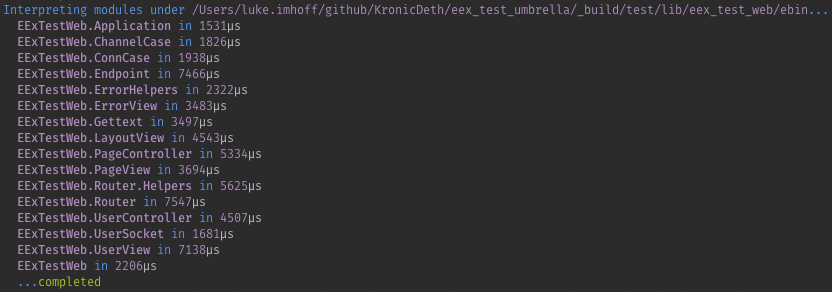 Interpreting modules under /Users/luke.imhoff/github/KronicDeth/eex_test_umbrella/_build/test/lib/eex_test_web/ebin...
EExTestWeb.Application in 1531µs
EExTestWeb.ChannelCase in 1826µs
EExTestWeb.ConnCase in 1938µs
EExTestWeb.Endpoint in 7466µs
EExTestWeb.ErrorHelpers in 2322µs
EExTestWeb.ErrorView in 3483µs
EExTestWeb.Gettext in 3497µs
EExTestWeb.LayoutView in 4543µs
EExTestWeb.PageController in 5334µs
EExTestWeb.PageView in 3694µs
EExTestWeb.Router.Helpers in 5625µs
EExTestWeb.Router in 7547µs
EExTestWeb.UserController in 4507µs
EExTestWeb.UserSocket in 1681µs
EExTestWeb.UserView in 7138µs
EExTestWeb in 2206µs
...completed